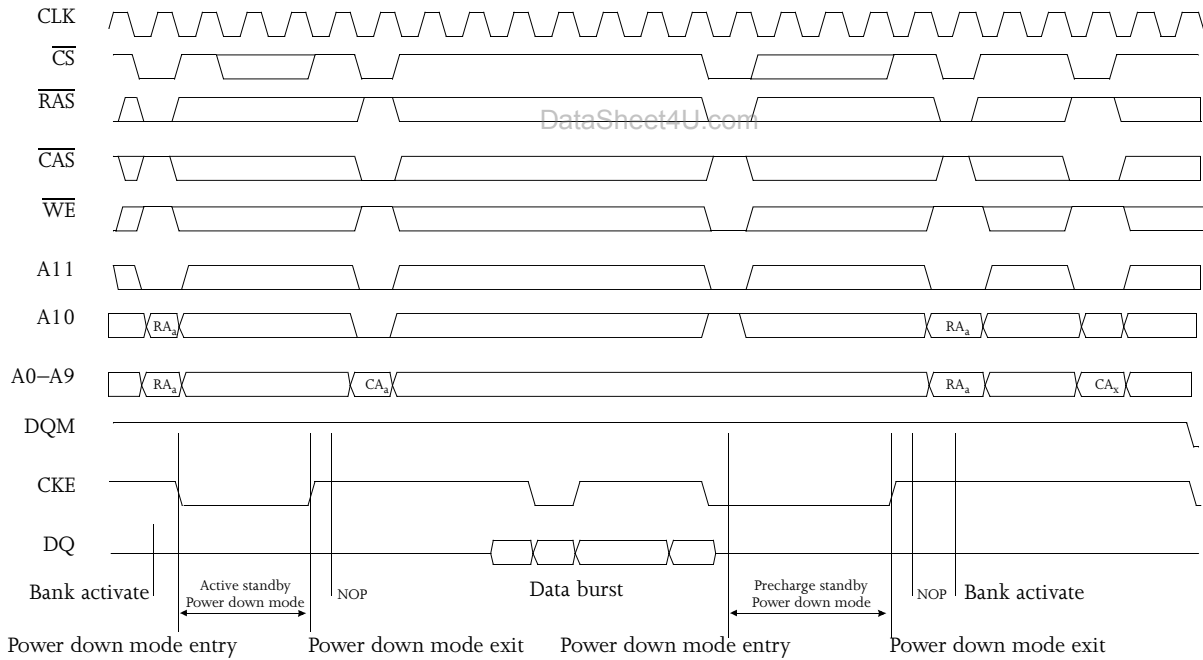 CLK
CS
RAS
DataSheet4U.com
CAS
WE
A11
A10
RAₐ
RAₐ
A0–A9
RAₐ
CAₐ
RAₐ
CAₓ
DQM
CKE
DQ
Bank activate
Active standby
Power down mode
NOP
Data burst
Precharge standby
Power down mode
NOP
Bank activate
Power down mode entry
Power down mode exit
Power down mode entry
Power down mode exit